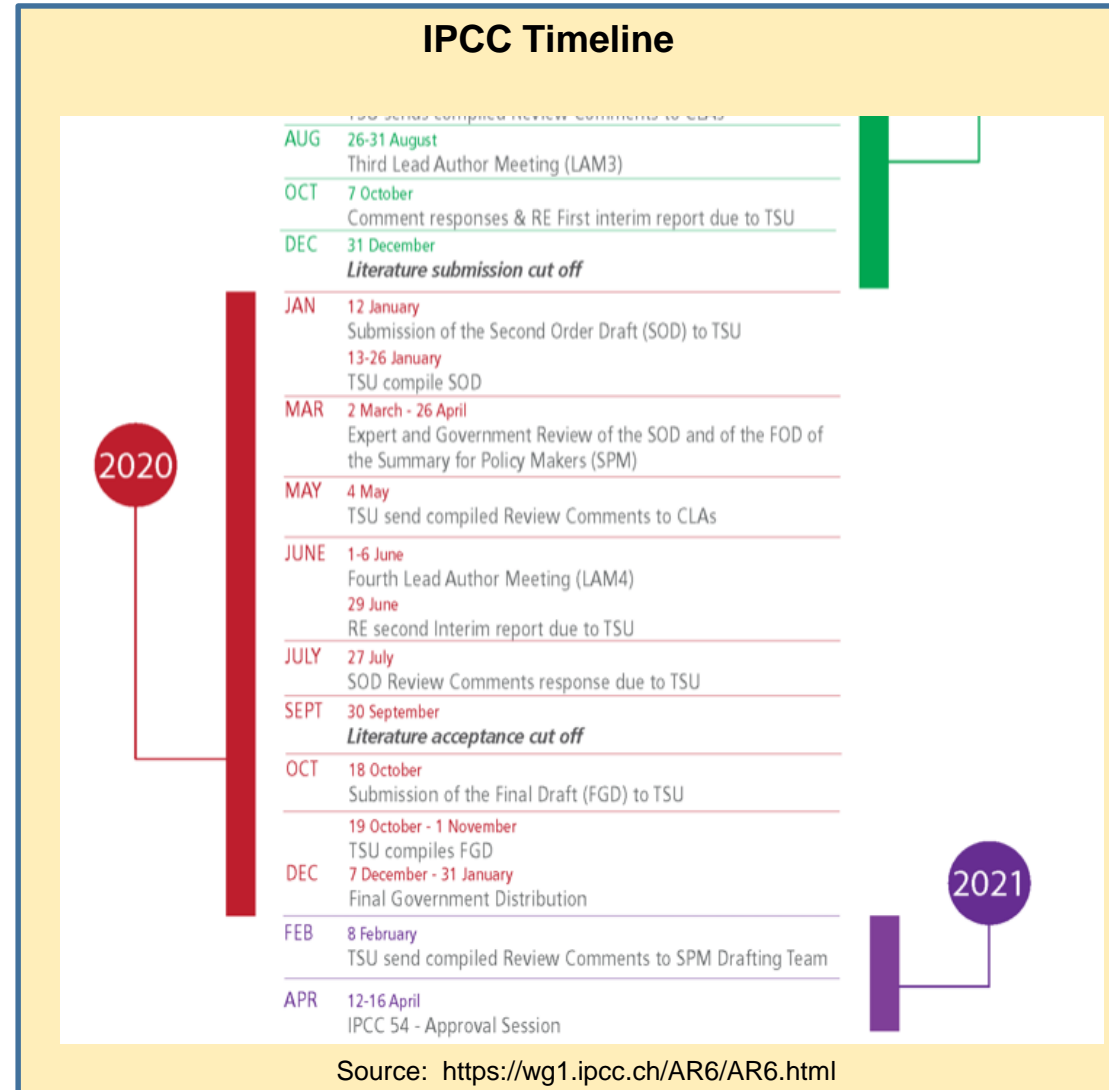 IPCC Timeline
TSU sends compiled Review Comments to CLAs
AUG 26-31 August
Third Lead Author Meeting (LAM3)
OCT 7 October
Comment responses & RE First interim report due to TSU
DEC 31 December
Literature submission cut off
JAN 12 January
Submission of the Second Order Draft (SOD) to TSU
13-26 January
TSU compile SOD
MAR 2 March - 26 April
Expert and Government Review of the SOD and of the FOD of
the Summary for Policy Makers (SPM)
2020
MAY 4 May
TSU send compiled Review Comments to CLAs
JUNE 1-6 June
Fourth Lead Author Meeting (LAM4)
29 June
RE second Interim report due to TSU
JULY 27 July
SOD Review Comments response due to TSU
SEPT 30 September
Literature acceptance cut off
OCT 18 October
Submission of the Final Draft (FGD) to TSU
19 October - 1 November
TSU compiles FGD
DEC 7 December - 31 January
Final Government Distribution
2021
FEB 8 February
TSU send compiled Review Comments to SPM Drafting Team
APR 12-16 April
IPCC 54 - Approval Session
Source: https://wg1.ipcc.ch/AR6/AR6.html